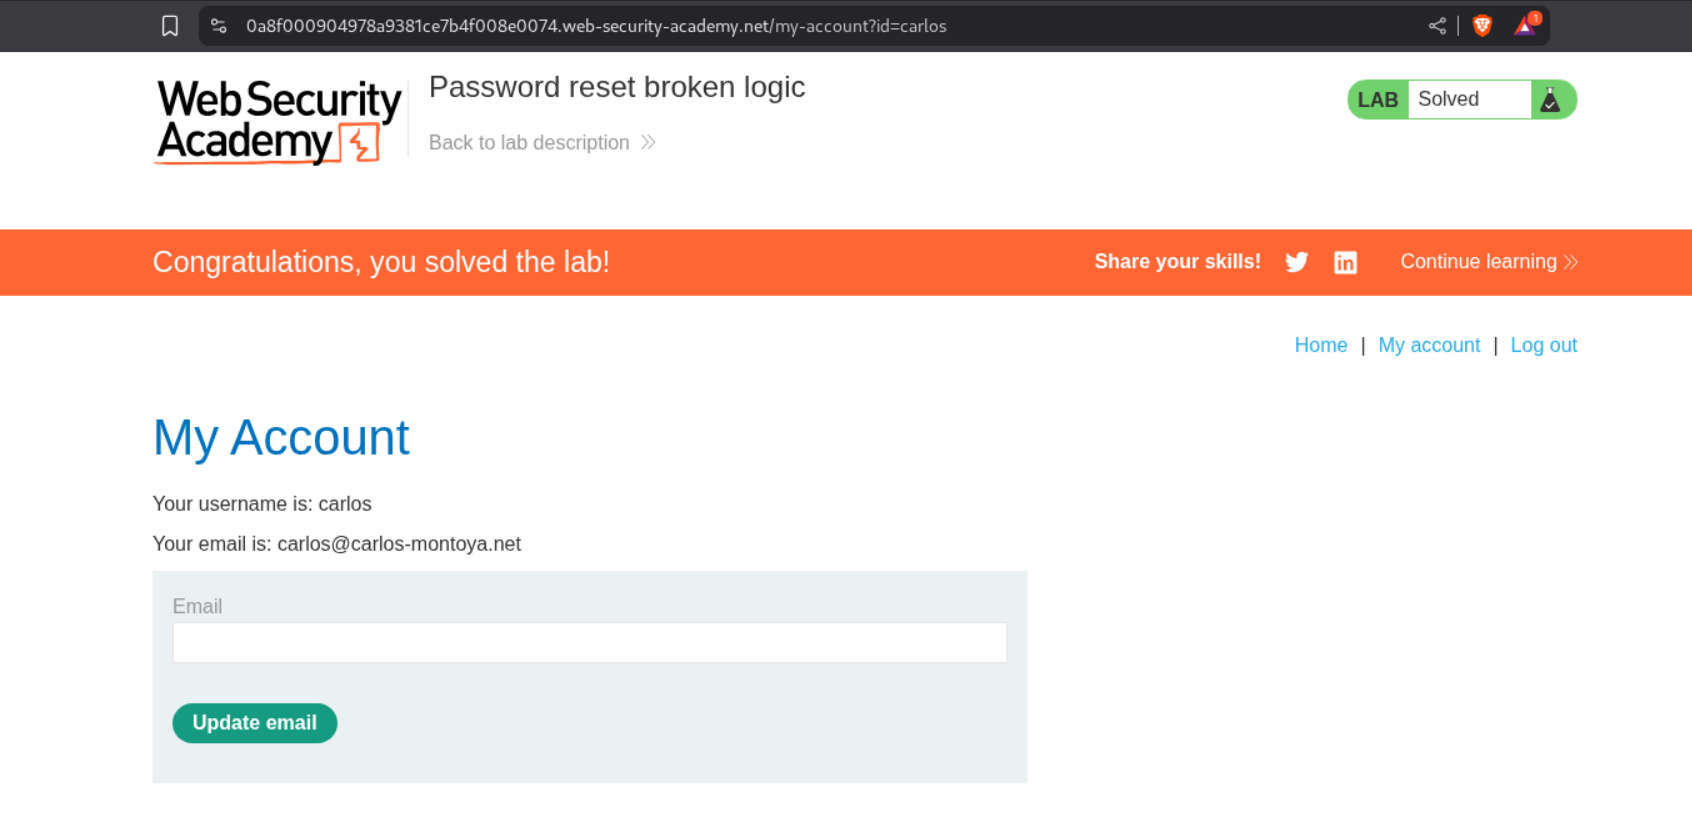 0a8f000904978a9381ce7b4f008e0074.web-security-academy.net/my-account?id=carlos
1
Web Security
Academy
Password reset broken logic
Back to lab description
LAB Solved
Congratulations, you solved the lab!
Share your skills!
in
Continue learning
Home | My account | Log out
My Account
Your username is: carlos
Your email is: carlos@carlos-montoya.net
Email
Update email